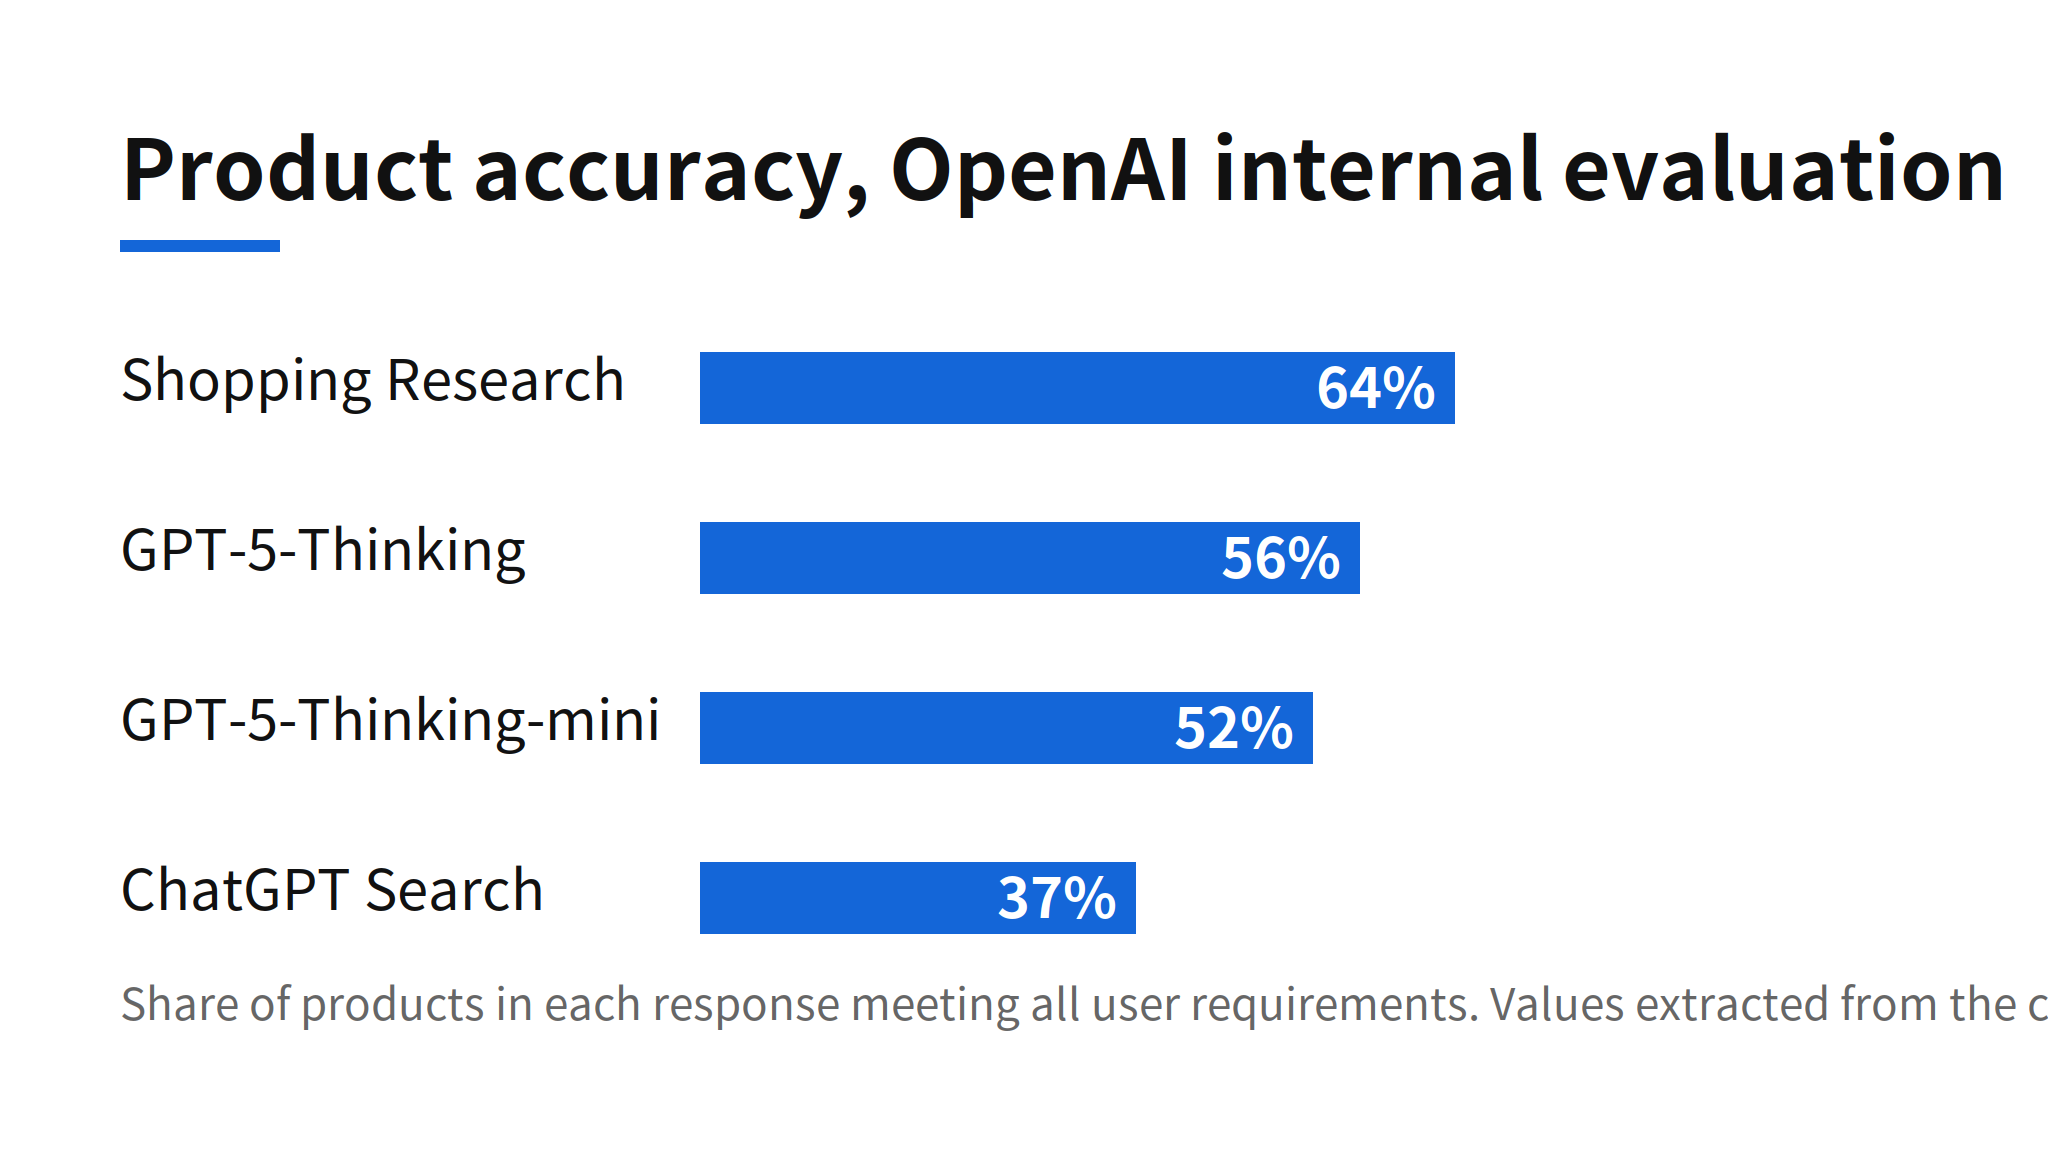 Product accuracy, OpenAI internal evaluation
Shopping Research 64%
GPT-5-Thinking 56%
GPT-5-Thinking-mini 52%
ChatGPT Search 37%
Share of products in each response meeting all user requirements. Values extracted from the